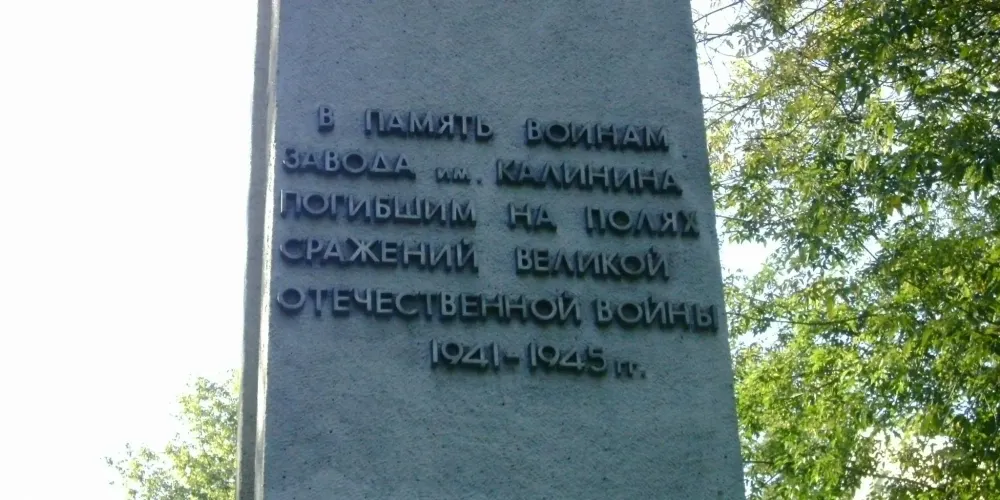 В ПАМЯТЬ ВОИНАМ
ЗАВОДА им. КАЛИНИНА
ПОГИБШИМ НА ПОЛЯХ
СРАЖЕНИЙ ВЕЛИКОЙ
ОТЕЧЕСТВЕННОЙ ВОЙНЫ
1941-1945 гг.